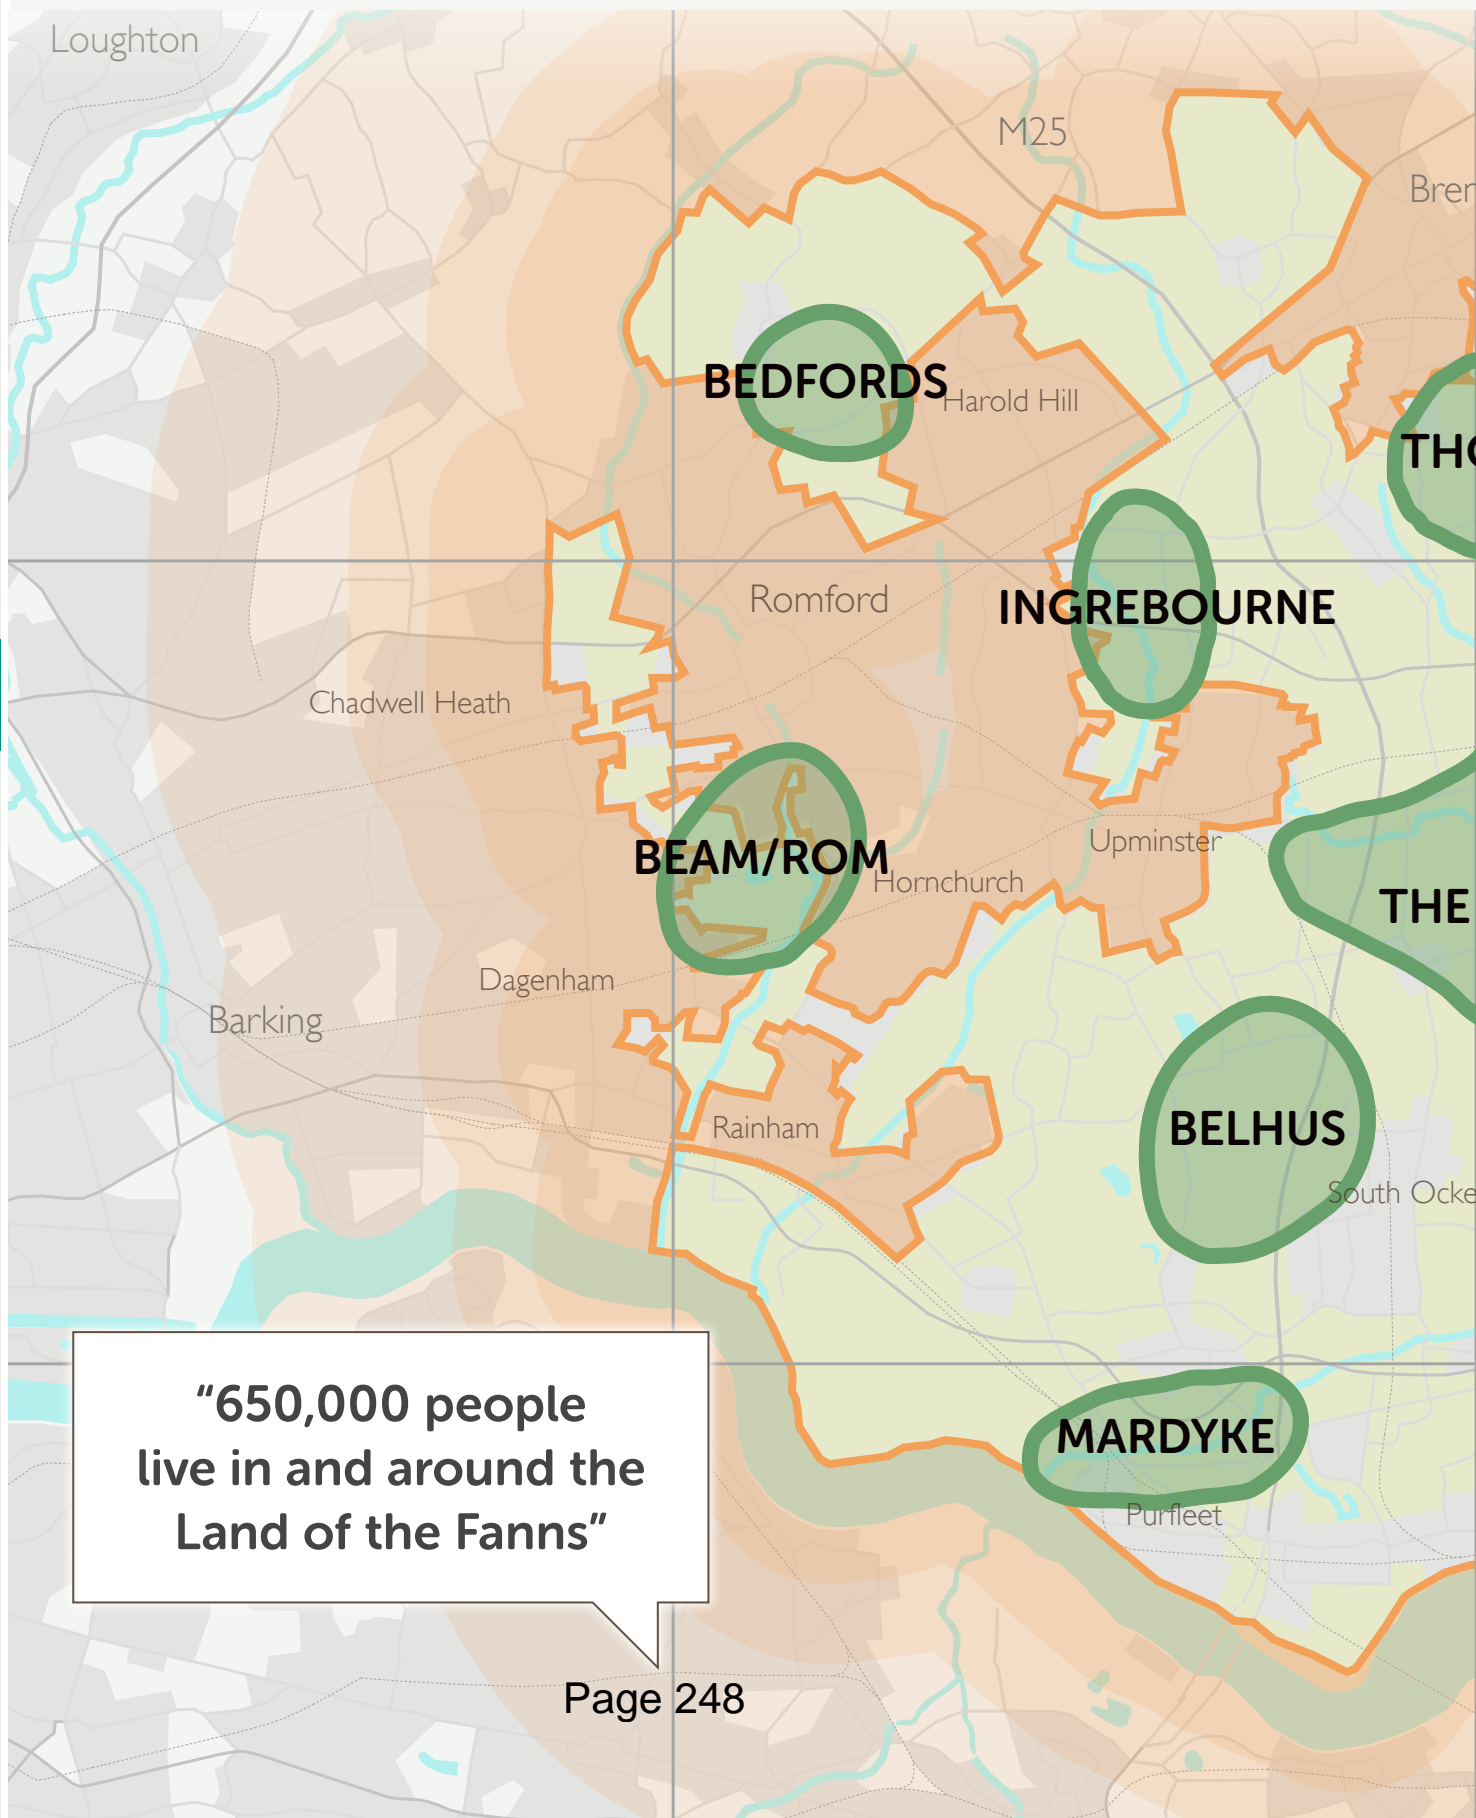 Loughton
M25
Bren
BEDFORDS
Harold Hill
THO
Romford
INGREBOURNE
Chadwell Heath
Upminster
BEAM/ROM
Hornchurch
THE
Dagenham
Barking
Rainham
BELHUS
South Ocke
“650,000 people
live in and around the
Land of the Fanns”
MARDYKE
Purfleet
Page 248